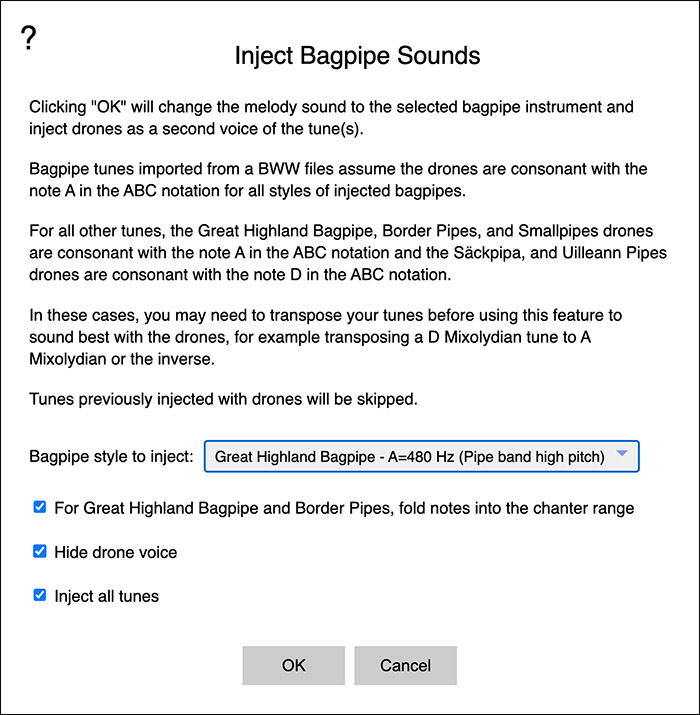 ?
Inject Bagpipe Sounds
Clicking "OK" will change the melody sound to the selected bagpipe instrument and
inject drones as a second voice of the tune(s).
Bagpipe tunes imported from a BWW files assume the drones are consonant with the
note A in the ABC notation for all styles of injected bagpipes.
For all other tunes, the Great Highland Bagpipe, Border Pipes, and Smallpipes drones
are consonant with the note A in the ABC notation and the Säckpipa, and Uilleann Pipes
drones are consonant with the note D in the ABC notation.
In these cases, you may need to transpose your tunes before using this feature to
sound best with the drones, for example transposing a D Mixolydian tune to A
Mixolydian or the inverse.
Tunes previously injected with drones will be skipped.
Bagpipe style to inject: Great Highland Bagpipe - A=480 Hz (Pipe band high pitch)
For Great Highland Bagpipe and Border Pipes, fold notes into the chanter range
Hide drone voice
Inject all tunes
OK Cancel